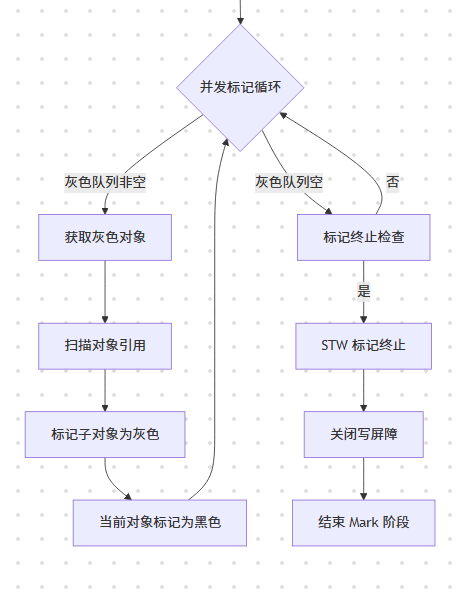 并发标记循环
灰色队列非空
灰色队列空
否
获取灰色对象
标记终止检查
是
扫描对象引用
STW 标记终止
标记子对象为灰色
关闭写屏障
当前对象标记为黑色
结束 Mark 阶段